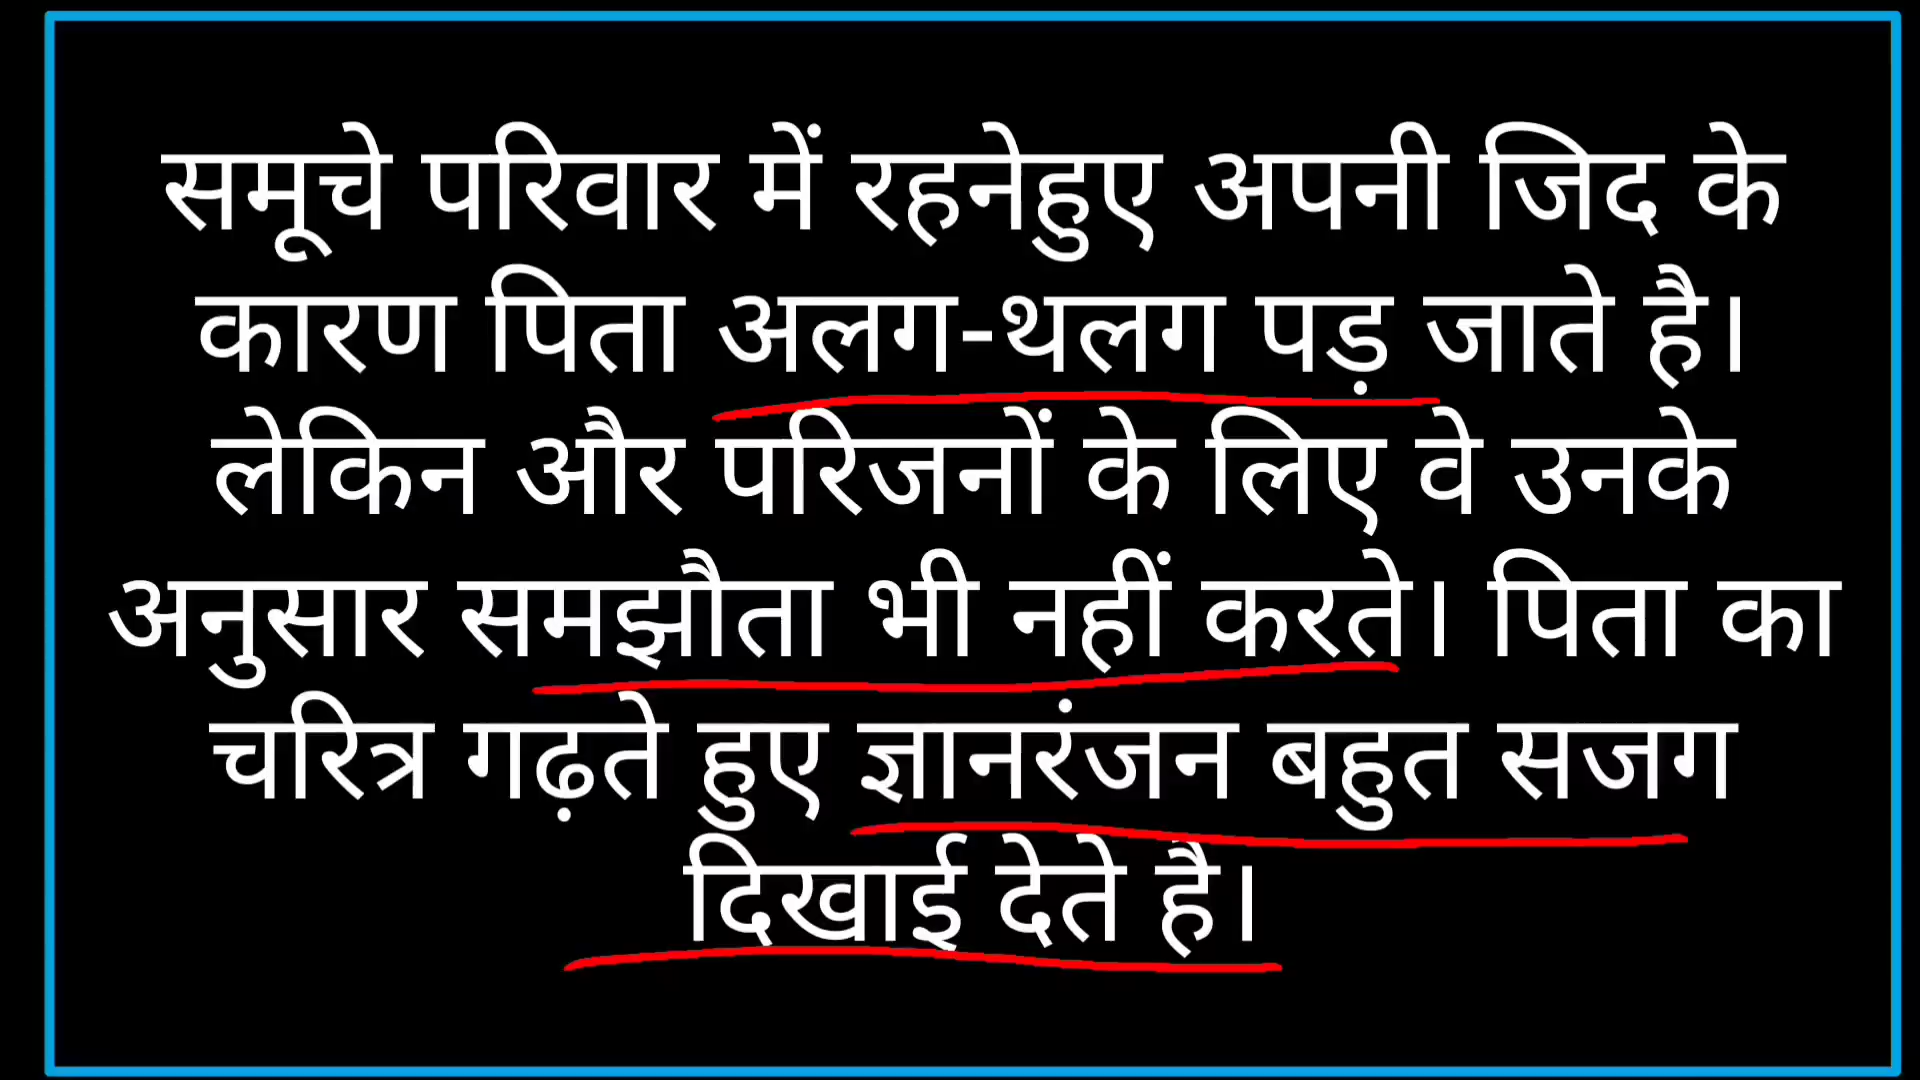 समूचे परिवार में रहनेहुए अपनी जिद के
कारण पिता अलग-थलग पड़ जाते है।
लेकिन और परिजनों के लिए वे उनके
अनुसार समझौता भी नहीं करते। पिता का
चरित्र गढ़ते हुए ज्ञानरंजन बहुत सजग
दिखाई देते है।